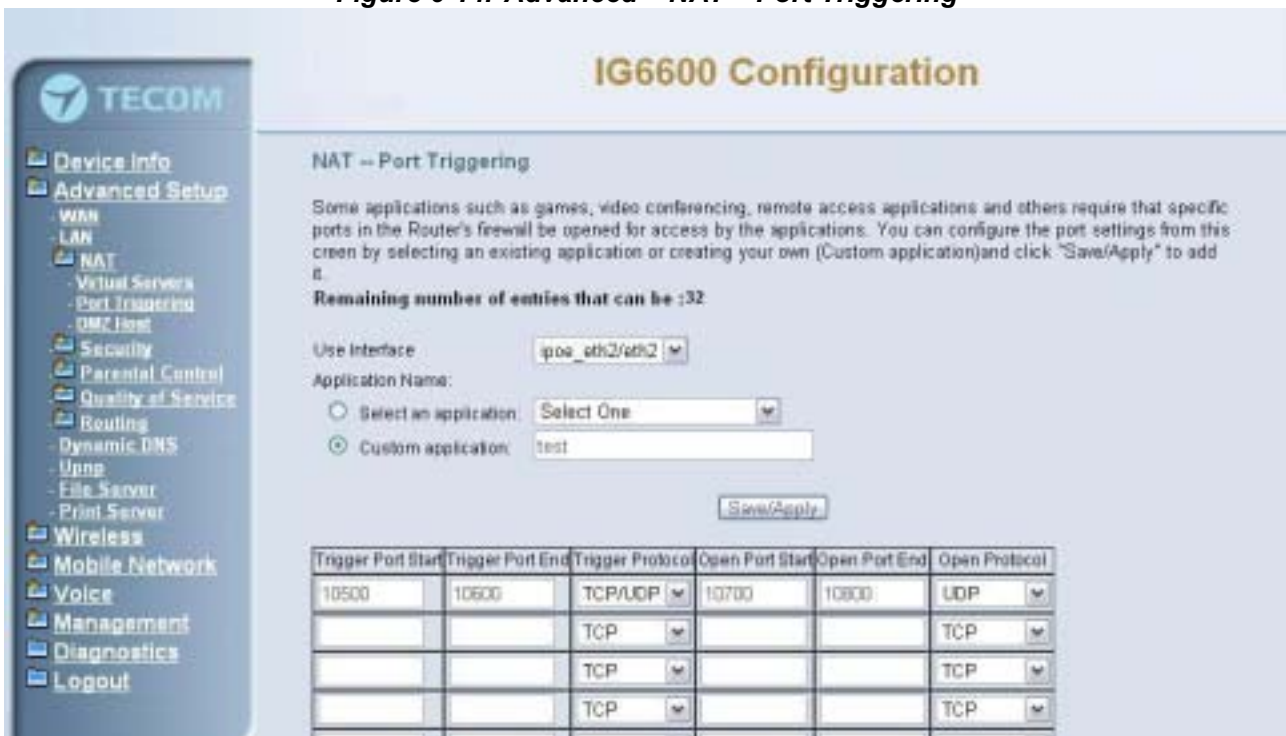 Figure 3-14. Advanced – NAT – Port Triggering
IG6600 Configuration
TECOM
Device Info
Advanced Setup
- WAN
- LAN
NAT
- Virtual Servers
- Port Triggering
- DMZ Host
Security
Parental Control
Quality of Service
Routing
- Dynamic DNS
- Upnp
- File Server
- Print Server
Wireless
Mobile Network
Voice
Management
Diagnostics
Logout
NAT -- Port Triggering
Some applications such as games, video conferencing, remote access applications and others require that specific
ports in the Router's firewall be opened for access by the applications. You can configure the port settings from this
creen by selecting an existing application or creating your own (Custom application)and click "Save/Apply" to add
it.
Remaining number of entries that can be :32
Use Interface ipoe_eth2/eth2
Application Name:
Select an application: Select One
Custom application: test
Save/Apply
Trigger Port Start Trigger Port End Trigger Protocol Open Port Start Open Port End Open Protocol
10500 10600 TCP/UDP 10700 10800 UDP
TCP TCP
TCP TCP
TCP TCP